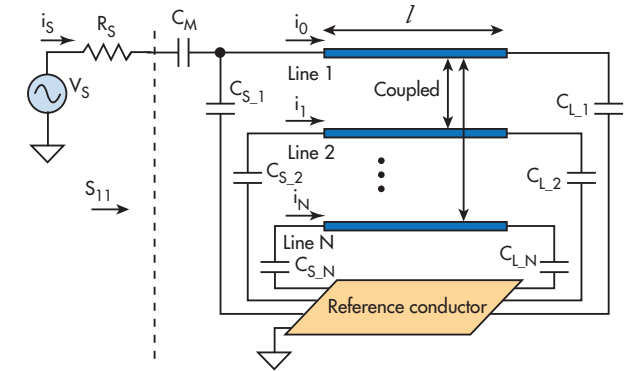 i_S
R_S
C_M
i_0
l
V_S
Line 1
C_S_1
Coupled
C_L_1
i_1
Line 2
C_S_2
C_L_2
S_11
i_N
Line N
C_S_N
C_L_N
Reference conductor